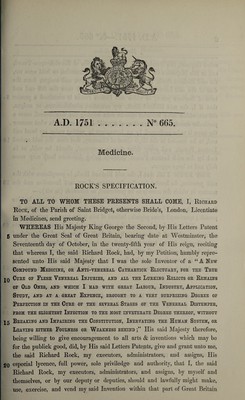 A.D. 1751 . . . . . . . N° 665.
Medicine.
ROCK'S SPECIFICATION.
TO ALL TO WHOM THESE PRESENTS SHALL COME, I, RICHARD
ROCK, of the Parish of Saint Bridget, otherwise Bride's, London, Licentiate
in Medicines, send greeting.
WHEREAS His Majesty King George the Second, by His Letters Patent
5 under the Great Seal of Great Britain, bearing date at Westminster, the
Seventeenth day of October, in the twenty-fifth year of His reign, reciting
that whereas I, the said Richard Rock, had, by my Petition, humbly repre-
sented unto His said Majesty that I was the sole Inventor of a "A NEW
COMPOUND MEDICINE, OR ANTI-VENEREAL CATHARTICK ELECTUARY, FOR THE TRUE
10 CURE OF FRESH VENEREAL INFUSED, AND ALL THE LURKING RELICTS OR REMAINS
OF OLD ONES, AND WHICH I HAD WITH GREAT LABOUR, INDUSTRY, APPLICATION,
STUDY, AND AT A GREAT EXPENCE, BROUGHT TO A VERY SURPRIZING DEGREE OF
PERFECTION IN THE CURE OF THE SEVERAL STAGES OF THE VENEREAL DISTEMPER,
FROM THE SLIGHTEST INFECTION TO THE MOST INVETERATE DEGREE THEREOF, WITHOUT
15 BREAKING AND IMPAIRING THE CONSTITUTION, ENERVATING THE HUMAN SYSTEM, OR
LEAVING EITHER FOULNESS OR WEAKNESS BEHIND;" His said Majesty therefore,
being willing to give encouragement to all arts & inventions which may be
for the publick good, did, by His said Letters Patent, give and grant unto me,
the said Richard Rock, my executors, administrators, and assigns, His
20 especial lycence, full power, sole priviledge and authority, that I, the said
Richard Rock, my executors, administrators, and assigns, by myself and
themselves, or by our deputy or deputies, should and lawfully might make,
use, exercise, and vend my said Invention within that part of Great Britain